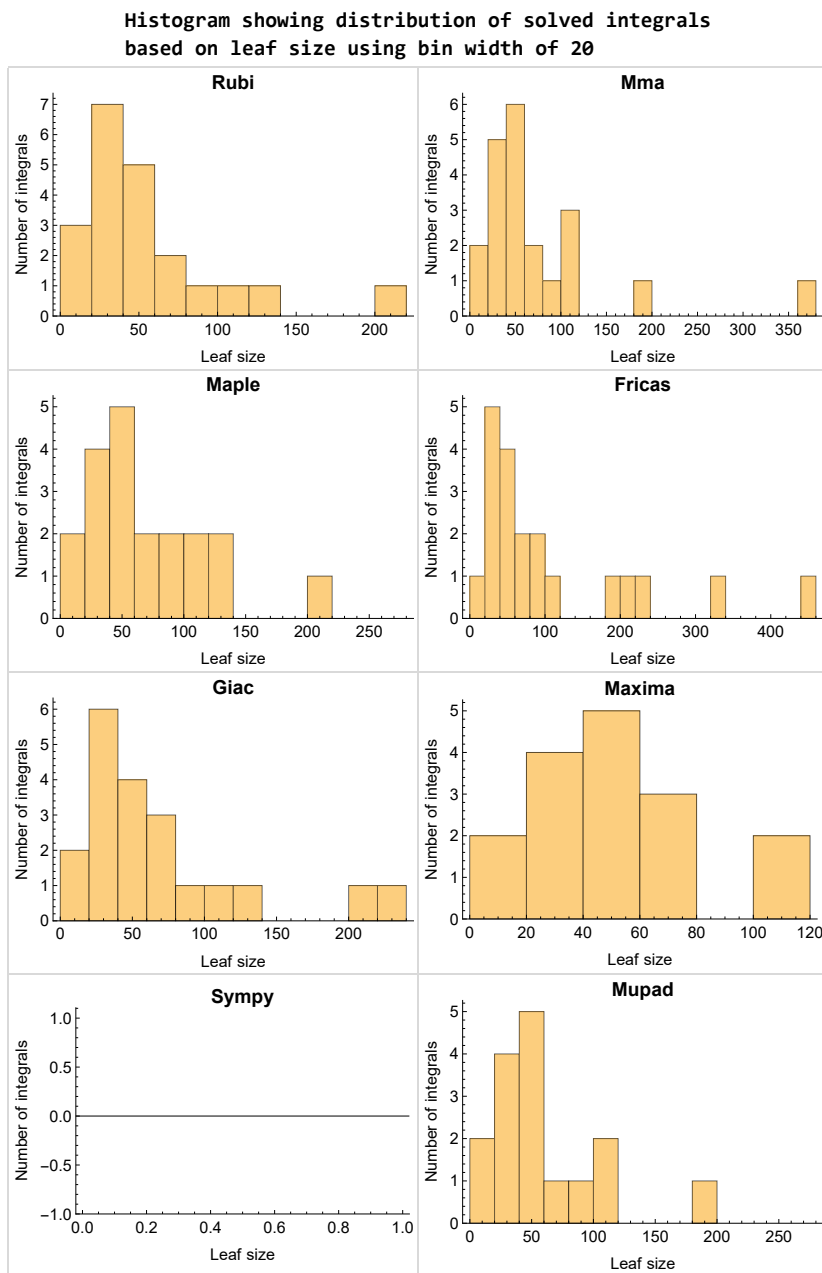 Histogram showing distribution of solved integrals
based on leaf size using bin width of 20
Rubi
Number of integrals
7
6
5
4
3
2
1
0
0 50 100 150 200
Leaf size
Mma
Number of integrals
6
5
4
3
2
1
0
0 50 100 150 200 250 300 350
Leaf size
Maple
Number of integrals
5
4
3
2
1
0
0 50 100 150 200 250
Leaf size
Fricas
Number of integrals
5
4
3
2
1
0
0 100 200 300 400
Leaf size
Giac
Number of integrals
6
5
4
3
2
1
0
0 50 100 150 200
Leaf size
Maxima
Number of integrals
5
4
3
2
1
0
0 20 40 60 80 100 120
Leaf size
Sympy
Number of integrals
1.0
0.5
0.0
−0.5
−1.0
0.0 0.2 0.4 0.6 0.8 1.0
Leaf size
Mupad
Number of integrals
5
4
3
2
1
0
0 50 100 150 200 250
Leaf size